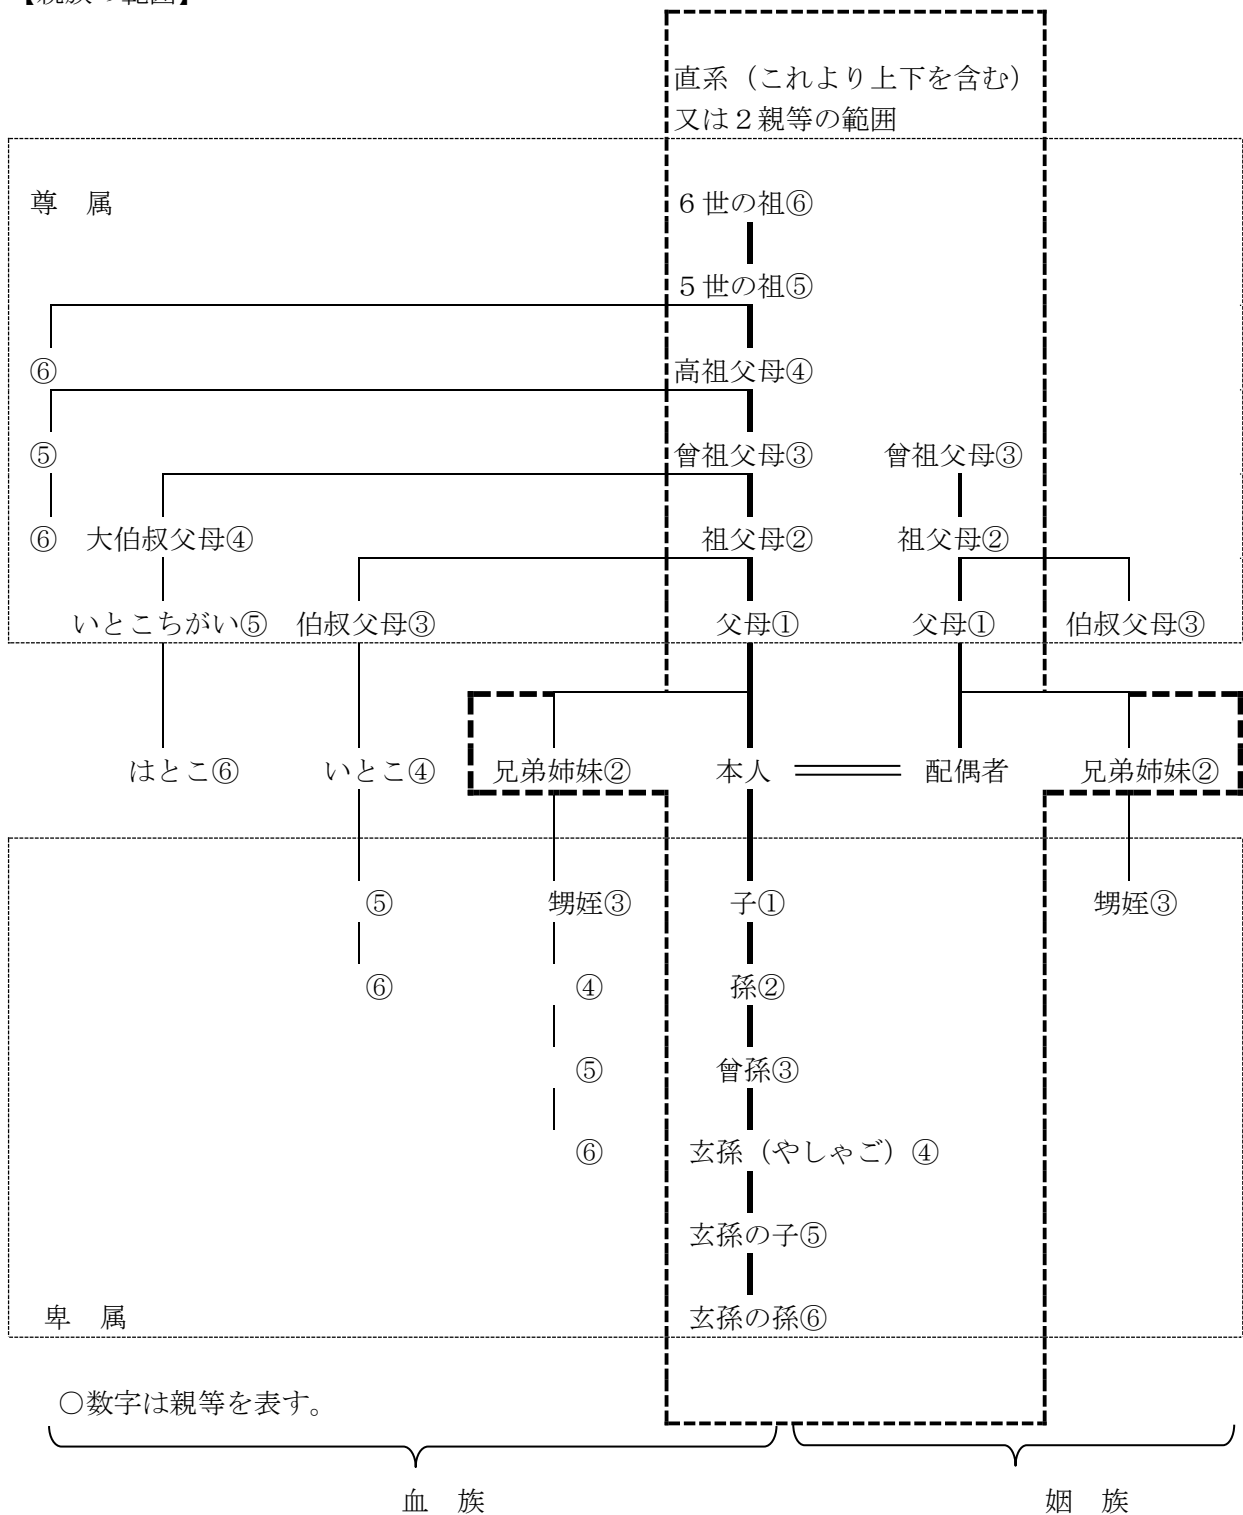 【親族の範囲】
直系（これより上下を含む）
又は２親等の範囲
尊　属
６世の祖⑥
５世の祖⑤
⑥
高祖父母④
⑤
曾祖父母③
曾祖父母③
⑥
大伯叔父母④
祖父母②
祖父母②
いとこちがい⑤
伯叔父母③
父母①
父母①
伯叔父母③
はとこ⑥
いとこ④
兄弟姉妹②
本人
配偶者
兄弟姉妹②
⑤
甥姪③
子①
甥姪③
⑥
④
孫②
⑤
曾孫③
⑥
玄孫（やしゃご）④
玄孫の子⑤
卑　属
玄孫の孫⑥
○数字は親等を表す。
血　族
姻　族